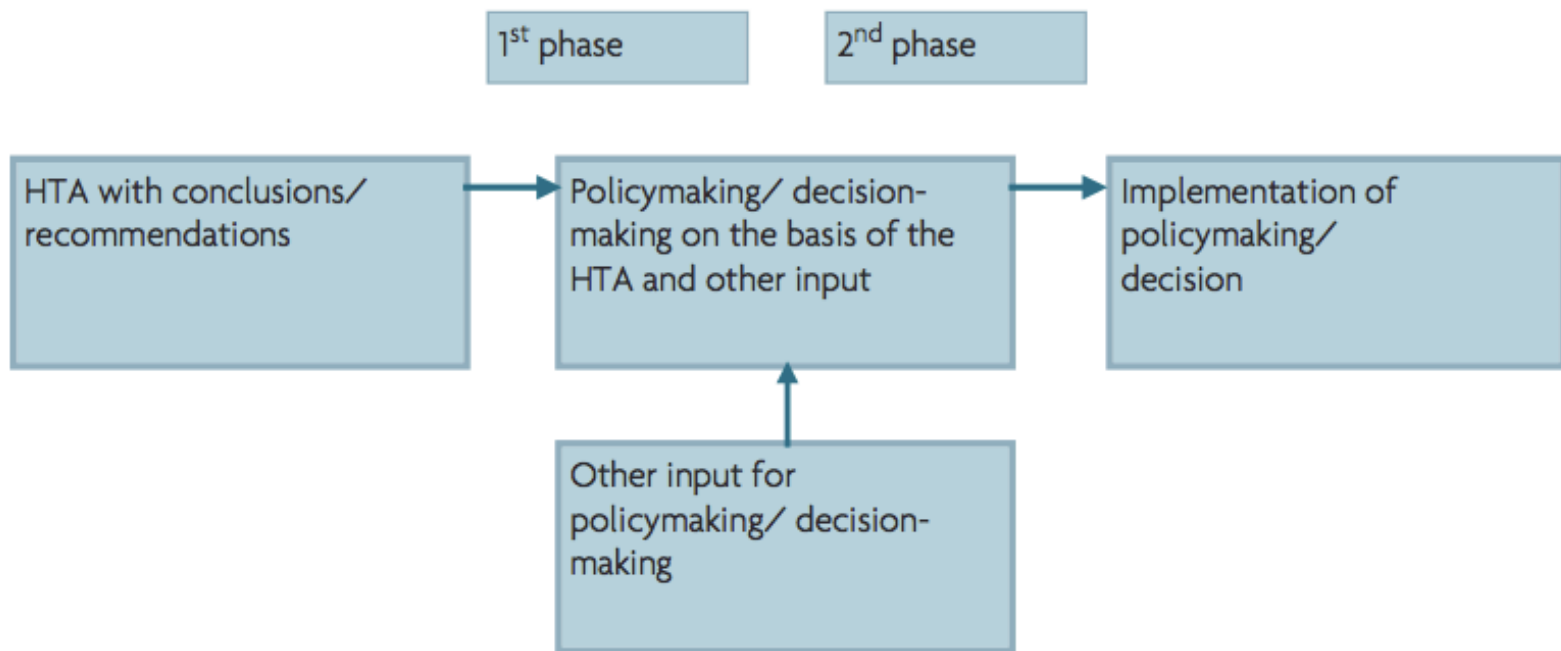 1st phase
2nd phase
HTA with conclusions/
recommendations
Policymaking/ decision-
making on the basis of the
HTA and other input
Implementation of
policymaking/
decision
Other input for
policymaking/ decision-
making